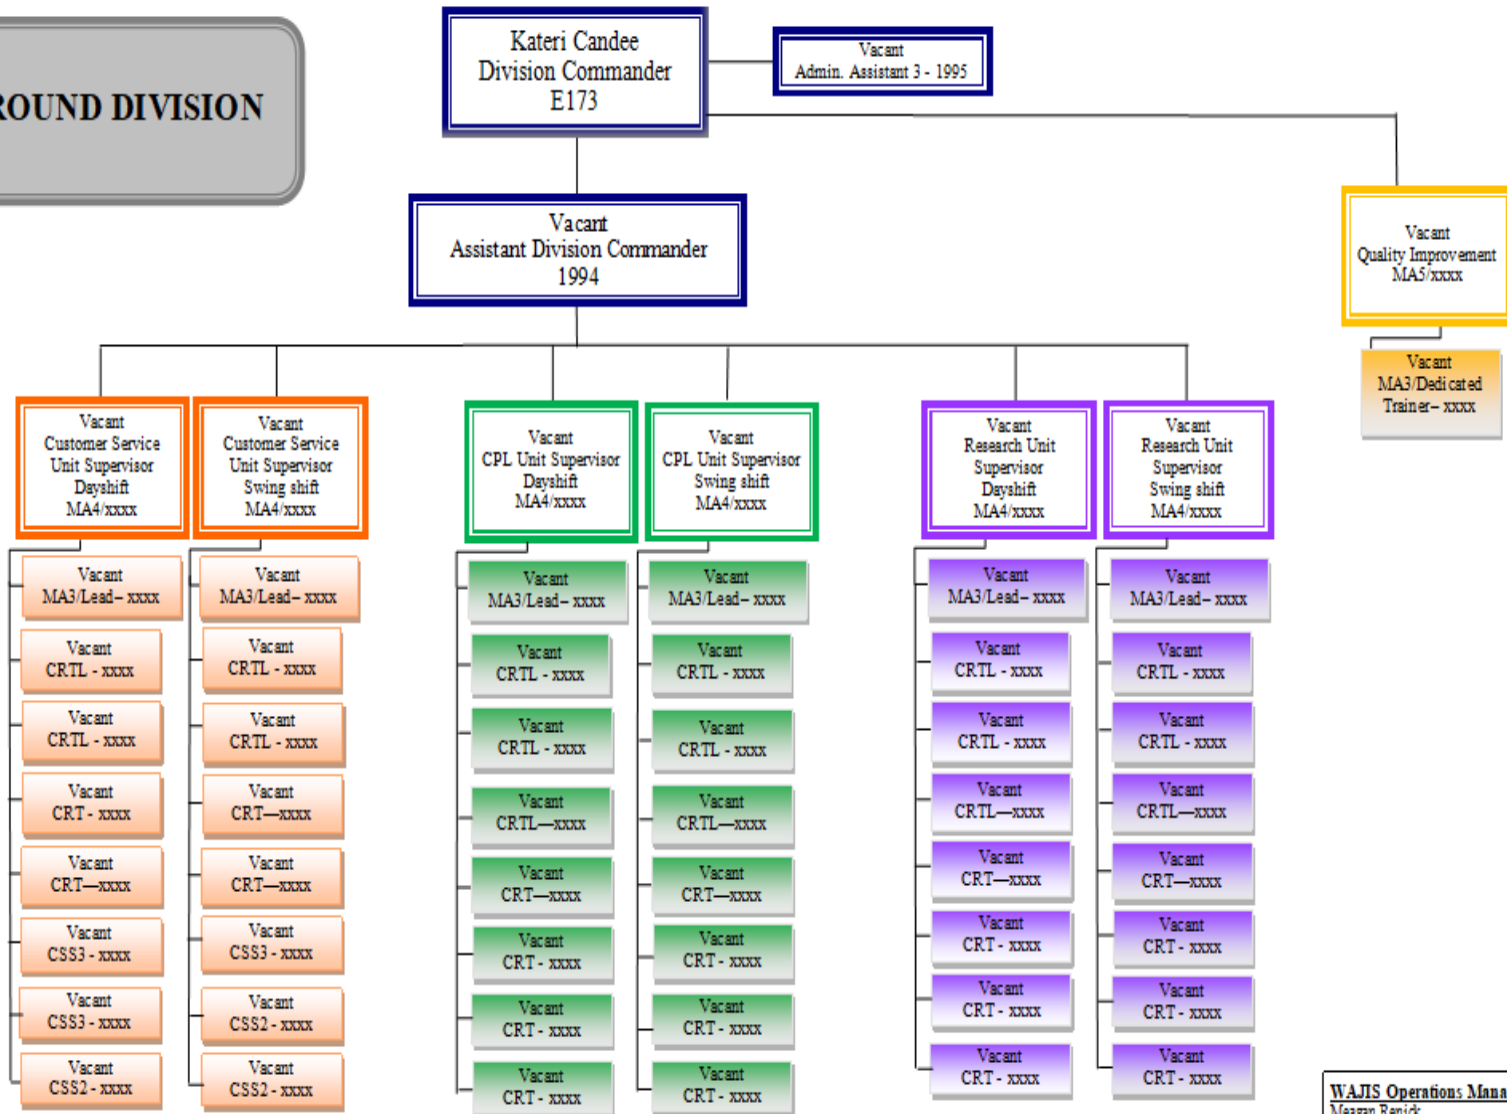 ROUND DIVISION
Kateri Candee
Division Commander
E173
Vacant
Admin. Assistant 3 - 1995
Vacant
Assistant Division Commander
1994
Vacant
Quality Improvement
MA5/xxxx
Vacant
MA3/Dedicated
Trainer– xxxx
Vacant
Customer Service
Unit Supervisor
Dayshift
MA4/xxxx
Vacant
MA3/Lead– xxxx
Vacant
CRTL - xxxx
Vacant
CRTL - xxxx
Vacant
CRT - xxxx
Vacant
CRT—xxxx
Vacant
CSS3 - xxxx
Vacant
CSS3 - xxxx
Vacant
CSS2 - xxxx
Vacant
Customer Service
Unit Supervisor
Swing shift
MA4/xxxx
Vacant
MA3/Lead– xxxx
Vacant
CRTL - xxxx
Vacant
CRTL - xxxx
Vacant
CRT—xxxx
Vacant
CRT—xxxx
Vacant
CSS3 - xxxx
Vacant
CSS2 - xxxx
Vacant
CSS2 - xxxx
Vacant
CPL Unit Supervisor
Dayshift
MA4/xxxx
Vacant
MA3/Lead– xxxx
Vacant
CRTL - xxxx
Vacant
CRTL - xxxx
Vacant
CRTL—xxxx
Vacant
CRT—xxxx
Vacant
CRT - xxxx
Vacant
CRT - xxxx
Vacant
CRT - xxxx
Vacant
CPL Unit Supervisor
Swing shift
MA4/xxxx
Vacant
MA3/Lead– xxxx
Vacant
CRTL - xxxx
Vacant
CRTL - xxxx
Vacant
CRTL—xxxx
Vacant
CRT—xxxx
Vacant
CRT - xxxx
Vacant
CRT - xxxx
Vacant
CRT - xxxx
Vacant
Research Unit
Supervisor
Dayshift
MA4/xxxx
Vacant
MA3/Lead– xxxx
Vacant
CRTL - xxxx
Vacant
CRTL - xxxx
Vacant
CRTL—xxxx
Vacant
CRT—xxxx
Vacant
CRT - xxxx
Vacant
CRT - xxxx
Vacant
CRT - xxxx
Vacant
Research Unit
Supervisor
Swing shift
MA4/xxxx
Vacant
MA3/Lead– xxxx
Vacant
CRTL - xxxx
Vacant
CRTL - xxxx
Vacant
CRTL—xxxx
Vacant
CRT—xxxx
Vacant
CRT - xxxx
Vacant
CRT - xxxx
Vacant
CRT - xxxx
WAJIS Operations Mana
Meagan Renick